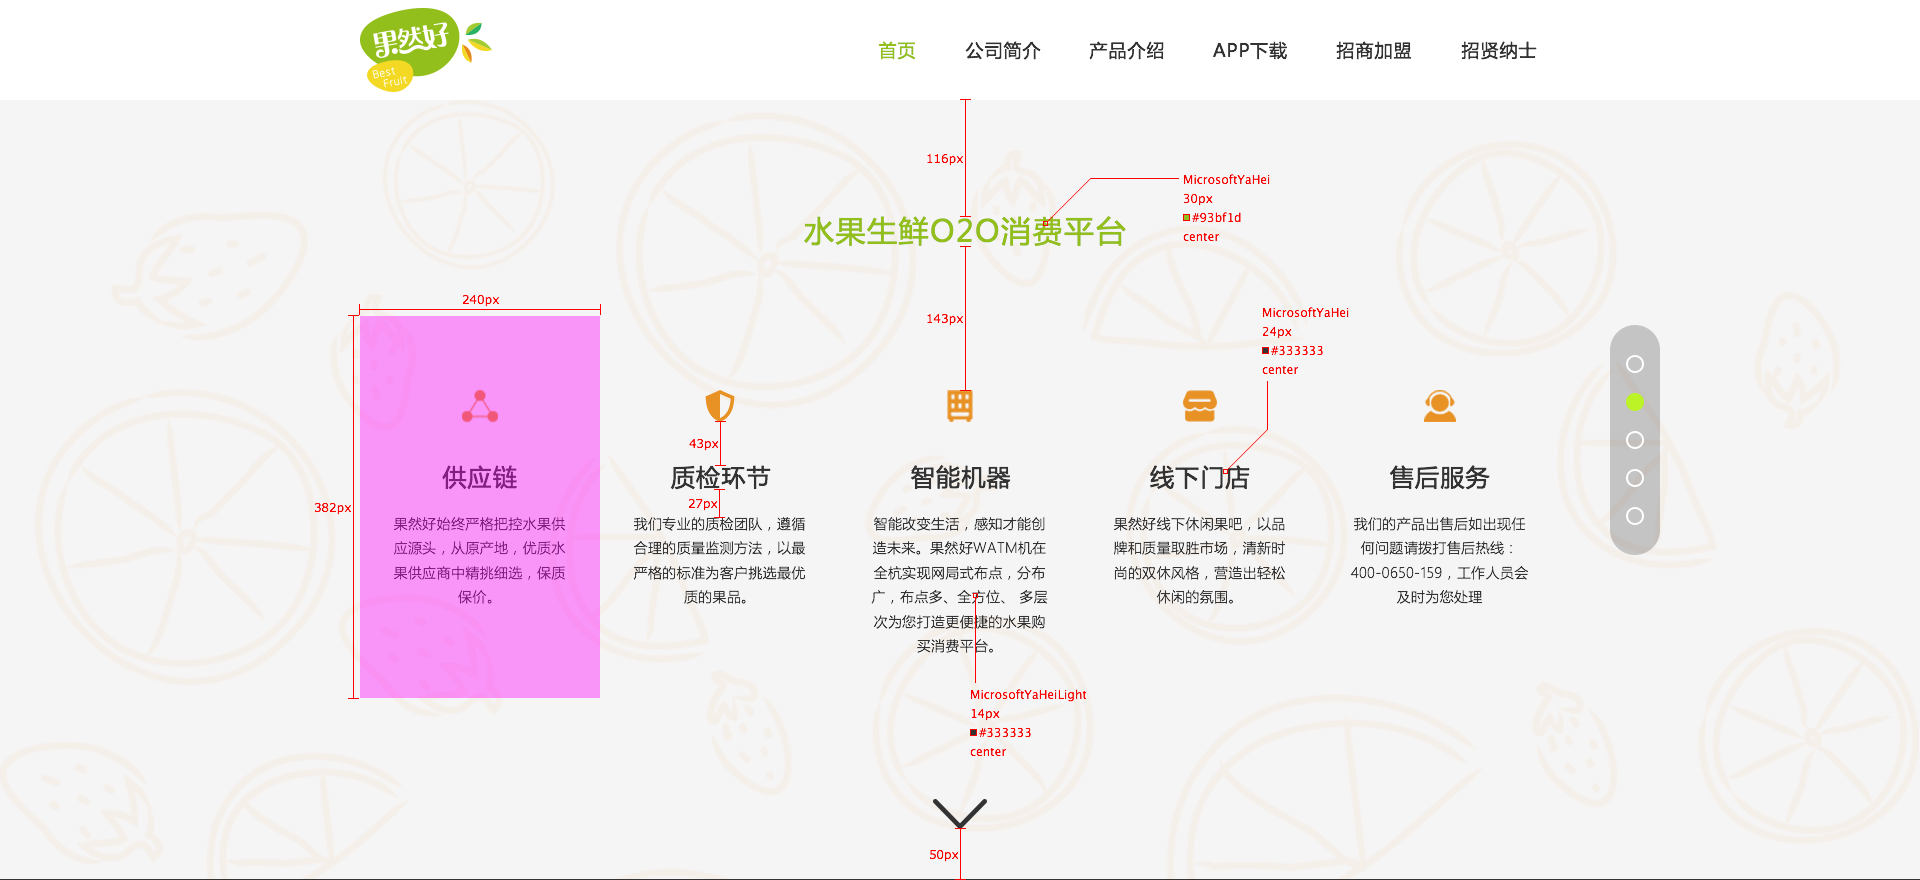 果然好
Best
Fruit
首页 公司简介 产品介绍 APP下载 招商加盟 招贤纳士
116px
MicrosoftYaHei
30px
#93bf1d
center
水果生鲜O2O消费平台
240px
143px
MicrosoftYaHei
24px
#333333
center
382px
供应链
果然好始终严格把控水果供
应源头，从原产地，优质水
果供应商中精挑细选，保质
保价。
43px
质检环节
27px
我们专业的质检团队，遵循
合理的质量监测方法，以最
严格的标准为客户挑选最优
质的果品。
智能机器
智能改变生活，感知才能创
造未来。果然好WATM机在
全杭实现网局式布点，分布
广，布点多、全方位、 多层
次为您打造更便捷的水果购
买消费平台。
线下门店
果然好线下休闲果吧，以品
牌和质量取胜市场，清新时
尚的双休风格，营造出轻松
休闲的氛围。
售后服务
我们的产品出售后如出现任
何问题请拨打售后热线：
400-0650-159，工作人员会
及时为您处理
MicrosoftYaHeiLight
14px
#333333
center
50px